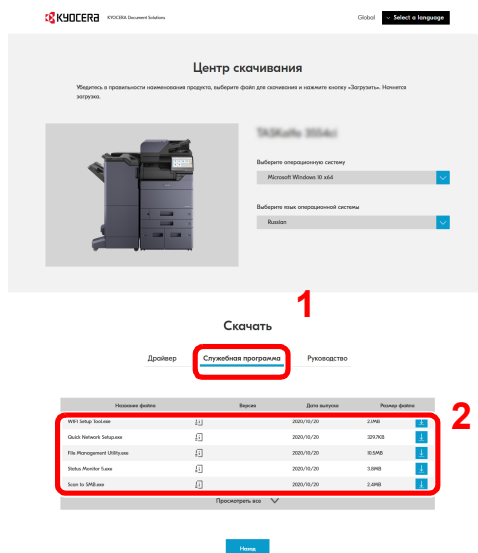 KYOCERA KYOCERA Document Solutions Global Select a language
Центр скачивания
Убедитесь в правильности наименования продукта, выберите файл для скачивания и нажмите кнопку «Загрузить». Начнется
загрузка.
Выберите операционную систему
Microsoft Windows 10 x64
Выберите язык операционной системы
Russian
1
Скачать
Драйвер Служебная программа Руководство
Название файла Версия Дата выпуска Размер файла
2
WIFI Setup Tool.exe 2020/10/20 2.1MB
Quick Network Setup.exe 2020/10/20 329.7KB
File Management Utility.exe 2020/10/20 10.5MB
Status Monitor 5.exe 2020/10/20 3.8MB
Scan to SMB.exe 2020/10/20 2.4MB
Просмотреть все
Назад